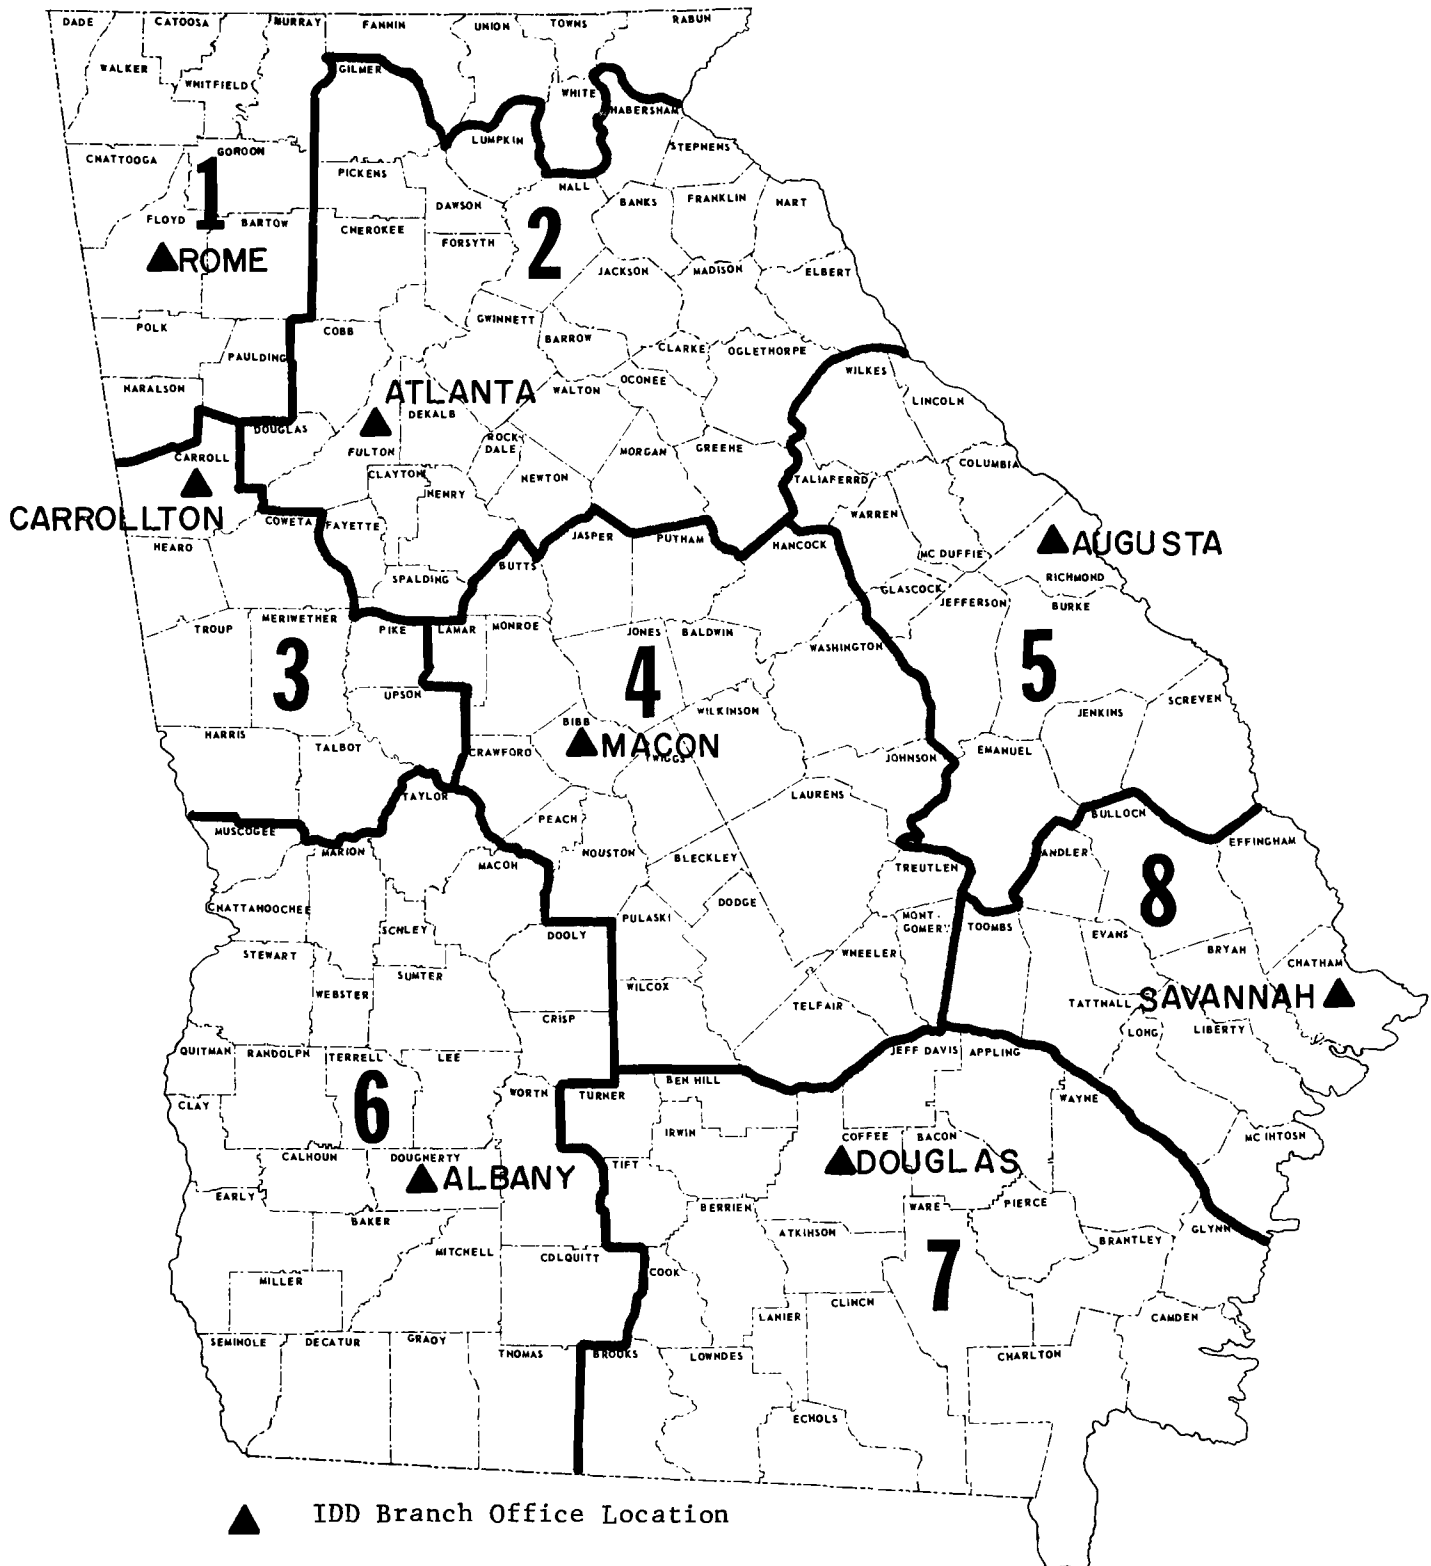 DADE CATOOSA MURRAY FANNIN UNION TOWNS RABUN
WALKER WHITFIELD GILMER WHITE HABERSHAM
CHATTOOGA GORDON LUMPKIN STEPHENS
1
PICKENS HALL BANKS FRANKLIN HART
FLOYD BARTOW CHEROKEE DAWSON FORSYTH
2
ROME
JACKSON MADISON ELBERT
POLK PAULDING COBB GWINNETT BARROW CLARKE OGLETHORPE
HARALSON OCONEE WALTON WILKES LINCOLN
ATLANTA
DOUGLAS DEKALB
CARROLL FULTON ROCK
DALE
MORGAN GREEHE COLUMBIA
CLAYTON HENRY NEWTON TALIAFERRD
CARROLLTON
COWETA FAYETTE WARREN
HEARO JASPER PUTHAM HANCOCK MC DUFFIE
AUGUSTA
SPALDING BUTTS GLASCOCK JEFFERSON RICHMOND
BURKE
TROUP MERIWETHER PIKE LAMAR MONROE JONES BALDWIN WASHINGTON
3
4
5
UPSON WILKINSON JENKINS SCREVEN
HARRIS TALBOT CRAWFORD BIBB
MACON
TWIGGS JOHNSON EMANUEL
TAYLOR LAURENS
MUSCOGEE PEACH BULLOCH
MARION MACOH HOUSTON BLECKLEY TREUTLEN ANDLER EFFINGHAM
8
CHATTAHOOCHEE SCHLEY DOOLY PULASKI DODGE MONT-
GOMERY
TOOMBS EVANS
STEWART SUMTER WHEELER BRYAH CHATHAM
WEBSTER WILCOX TELFAIR TATTHALL
SAVANNAH
CRISP LONG LIBERTY
QUITMAN RANDOLPH TERRELL LEE JEFF DAVIS APPLING
6
CLAY WORTH TURNER BEN HILL WAYNE
IRWIN COFFEE BACON MC INTOSH
CALHOUN DOUGHERTY TIFT
ALBANY
DOUGLAS
EARLY BAKER BERRIEN WARE PIERCE
MITCHELL COLQUITT ATKINSON BRANTLEY GLYNN
7
MILLER COOK CLINCH
LANIER CAMDEN
SEMINOLE DECATUR GRADY THOMAS BROOKS LOWNDES CHARLTON
ECHOLS
IDD Branch Office Location